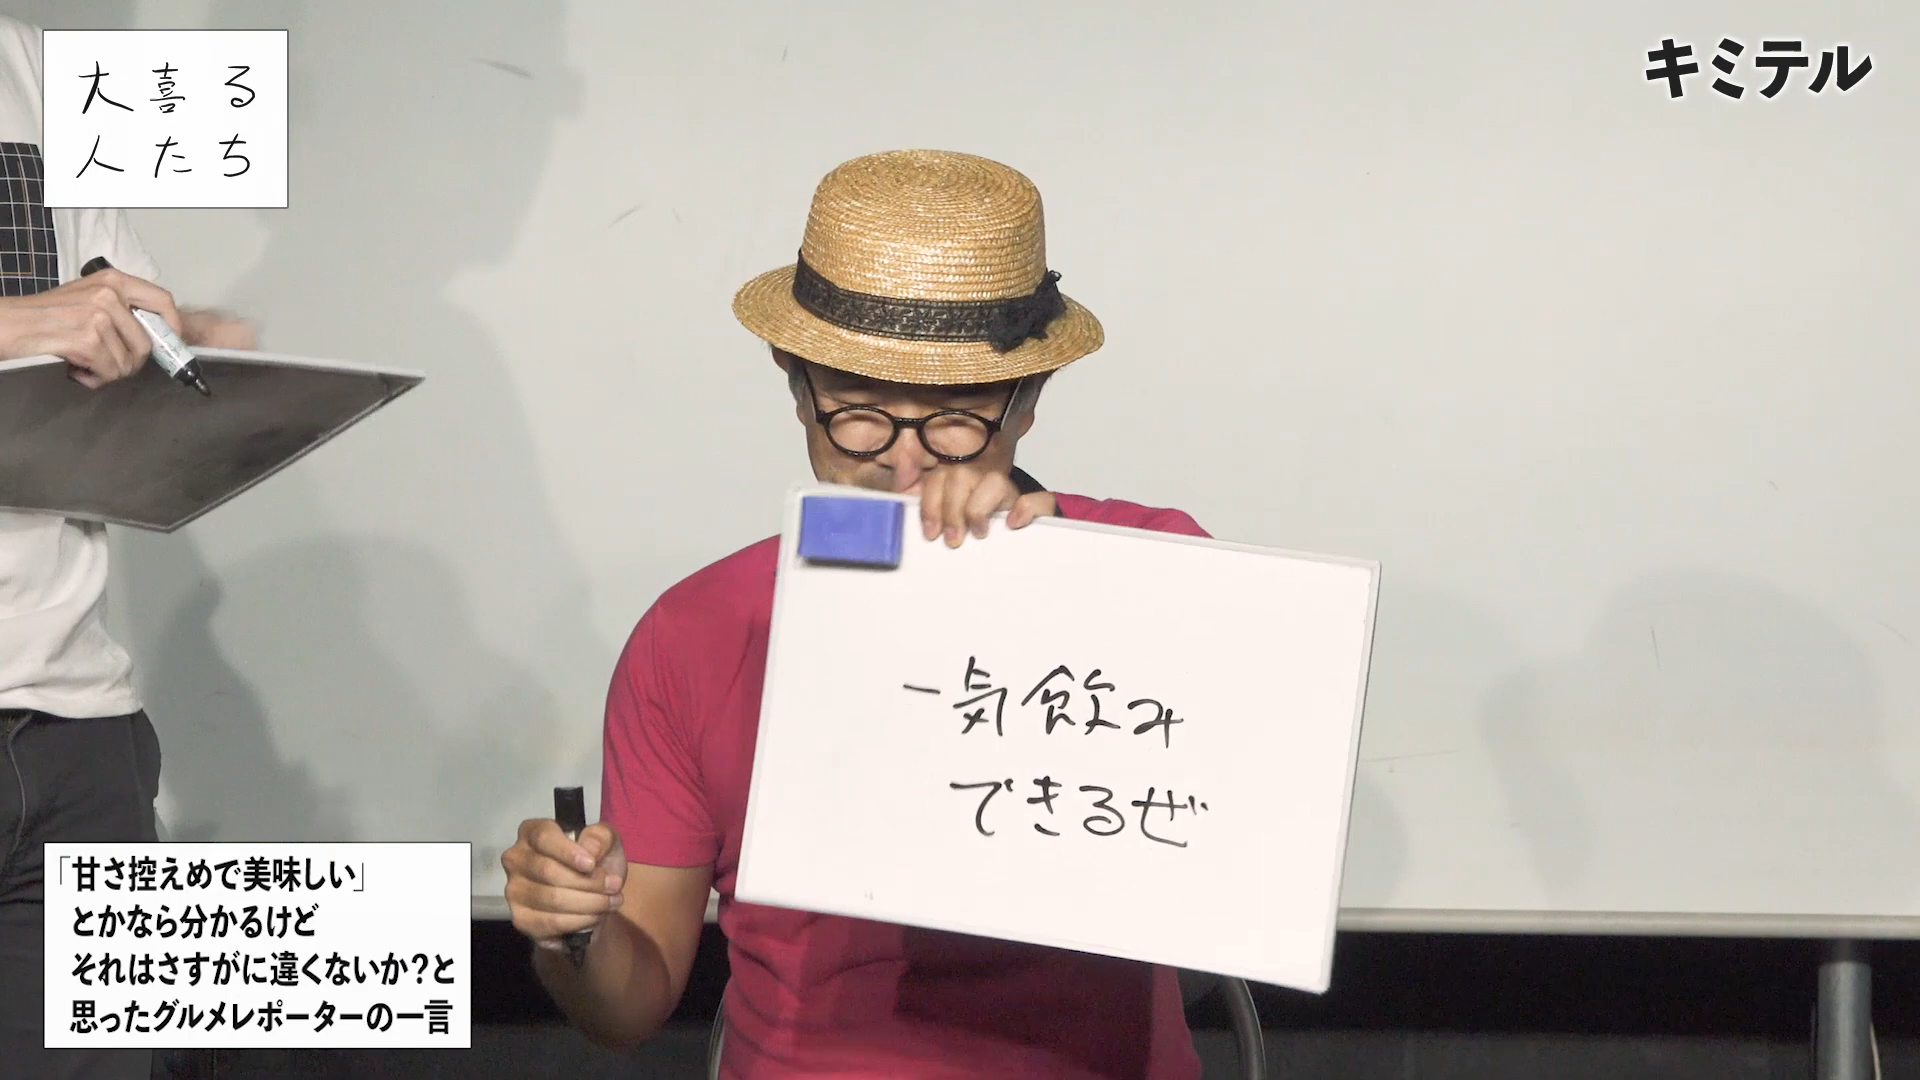 大喜る
人たち
キミテル
一気飲み
できるぜ
「甘さ控えめで美味しい」
とかなら分かるけど
それはさすがに違くないか？と
思ったグルメレポーターの一言